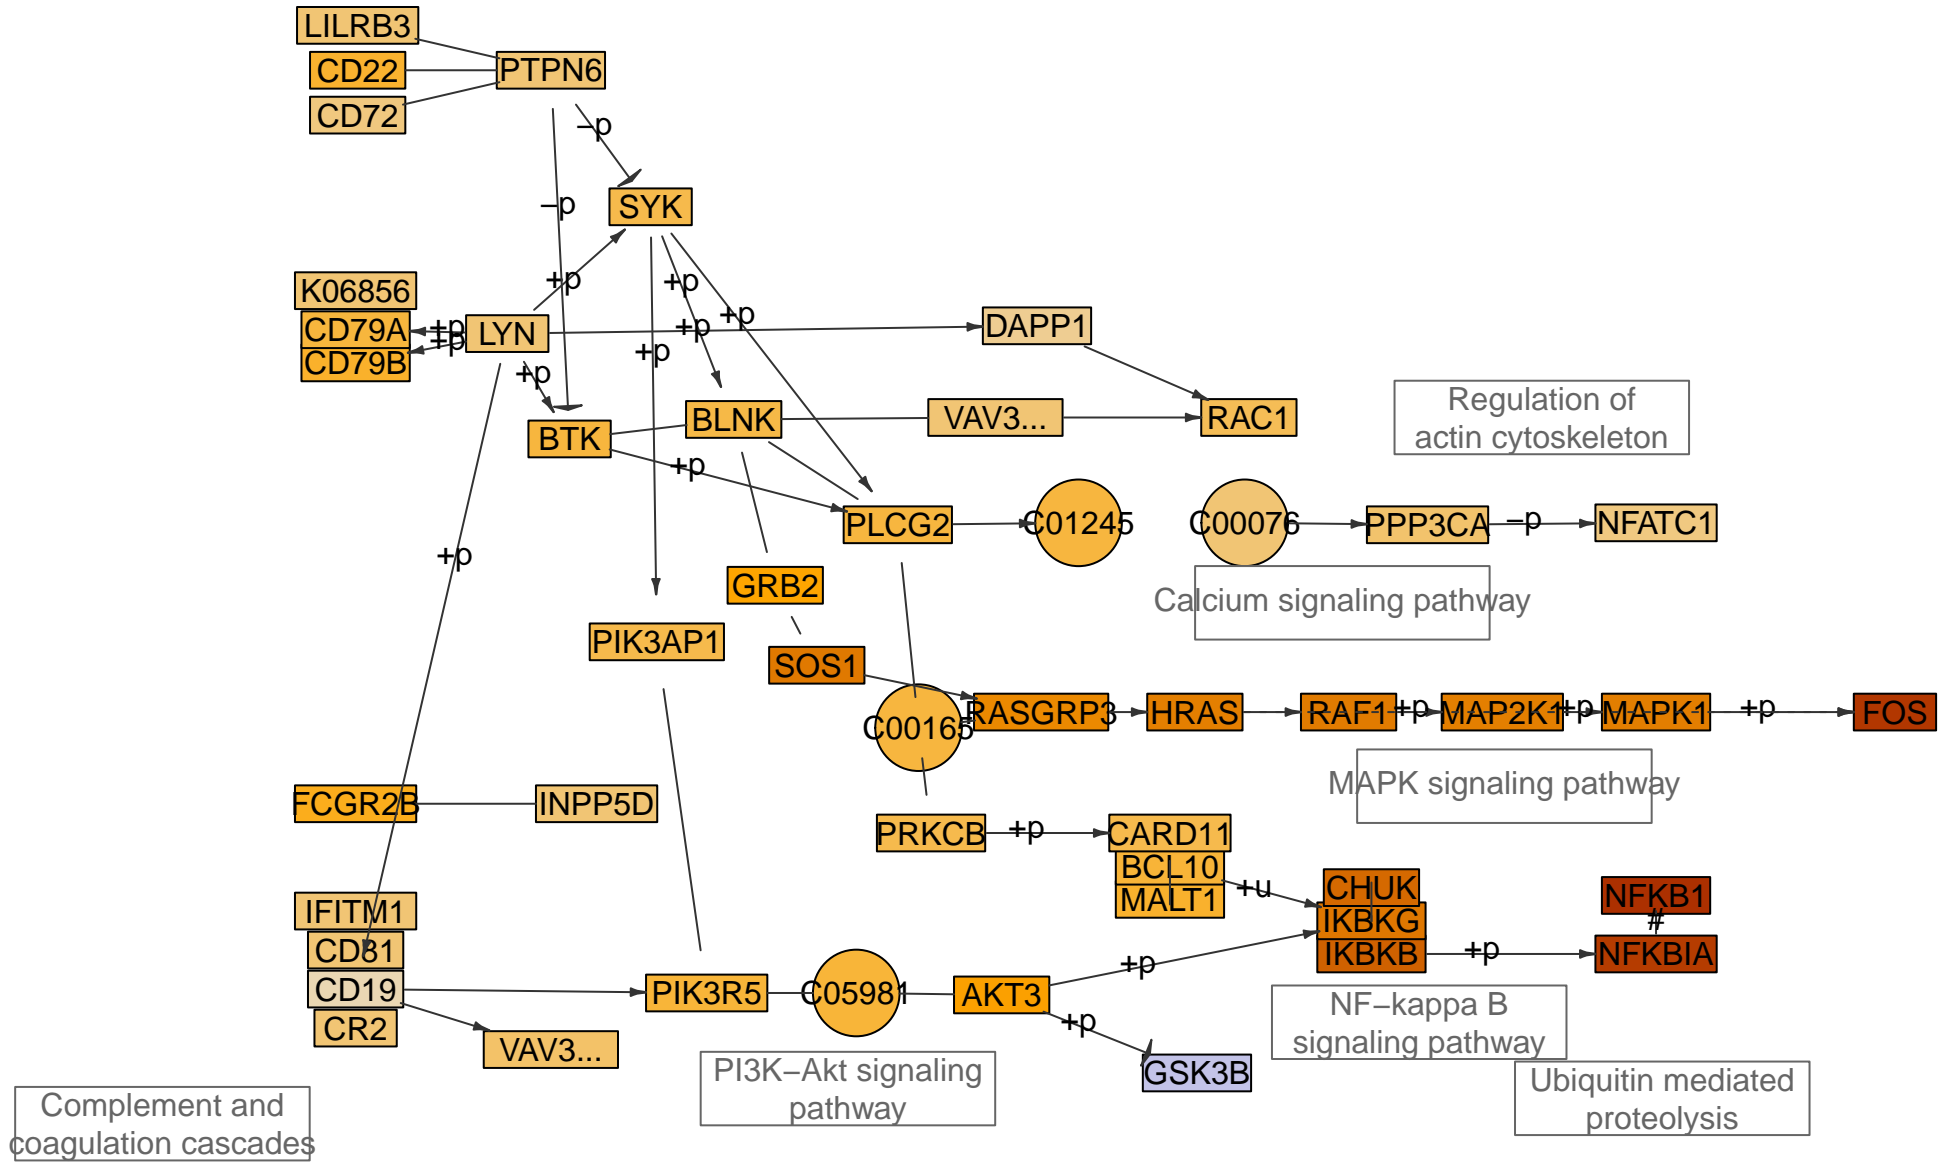 LILRB3
CD22
PTPN6
CD72
–p
SYK
–p
+p
+p
K06856
CD79A
+p
LYN
+p
+p
DAPP1
CD79B
+p
+p
+p
BTK
BLNK
VAV3...
RAC1
Regulation of
actin cytoskeleton
+p
PLCG2
C01245
C00076
PPP3CA
–p
NFATC1
+p
GRB2
Calcium signaling pathway
PIK3AP1
SOS1
C00165
RASGRP3
HRAS
RAF1
+p
MAP2K1
+p
MAPK1
+p
FOS
MAPK signaling pathway
FCGR2B
INPP5D
PRKCB
+p
CARD11
BCL10
MALT1
+u
CHUK
IKBKG
IKBKB
NFKB1
#
+p
NFKBIA
IFITM1
CD81
CD19
CR2
PIK3R5
C05981
AKT3
+p
+p
VAV3...
GSK3B
NF–kappa B
signaling pathway
PI3K–Akt signaling
pathway
Ubiquitin mediated
proteolysis
Complement and
coagulation cascades